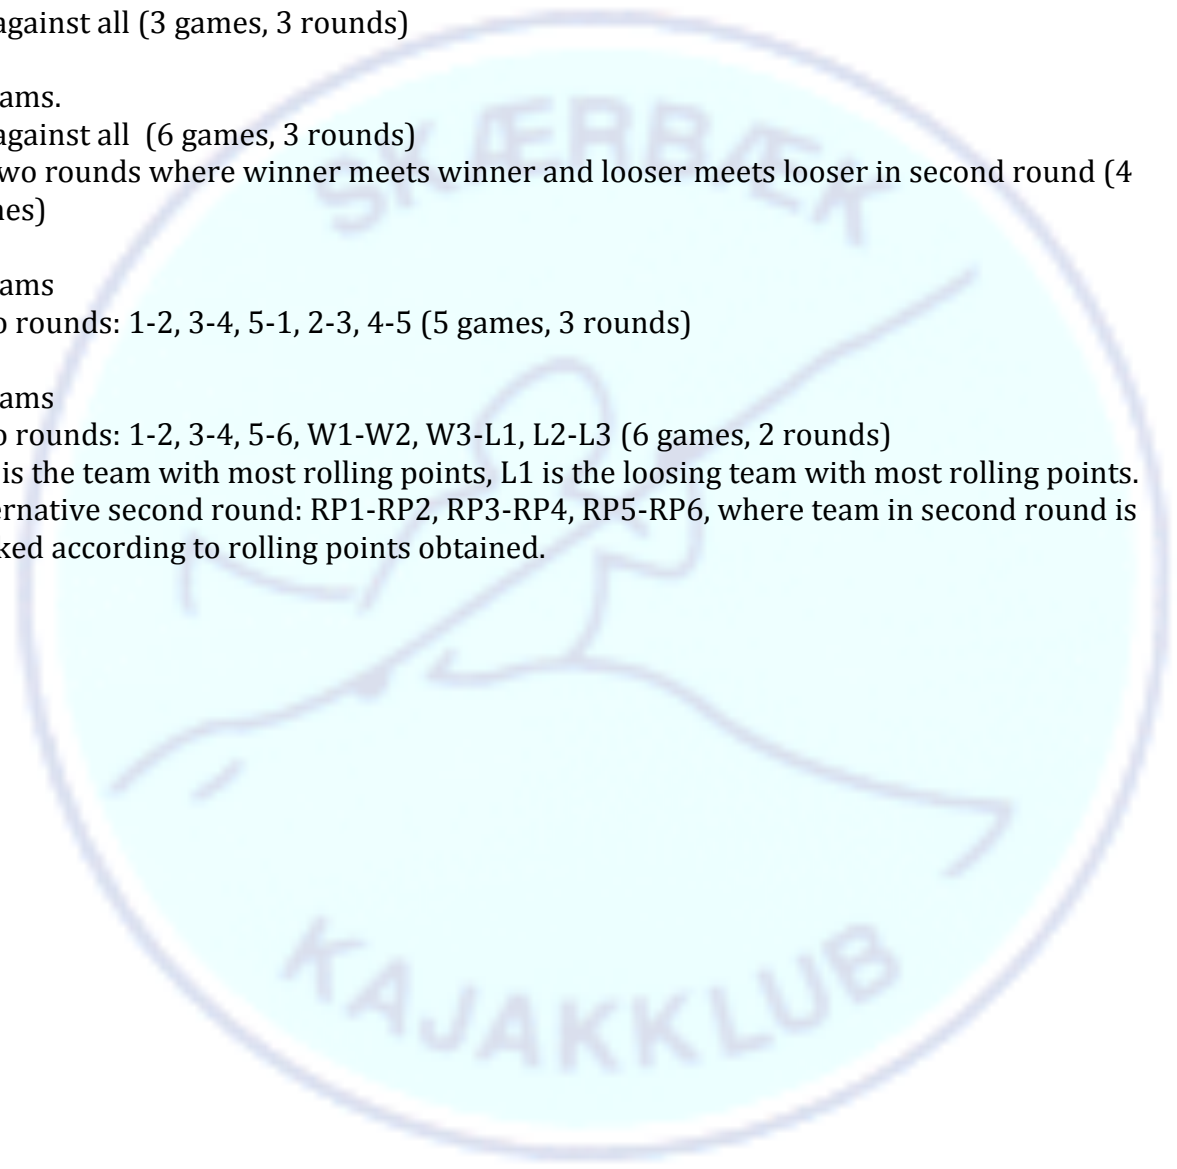 against all (3 games, 3 rounds)
ams.
against all  (6 games, 3 rounds)
wo rounds where winner meets winner and looser meets looser in second round (4
nes)
ams
o rounds: 1-2, 3-4, 5-1, 2-3, 4-5 (5 games, 3 rounds)
ams
o rounds: 1-2, 3-4, 5-6, W1-W2, W3-L1, L2-L3 (6 games, 2 rounds)
is the team with most rolling points, L1 is the loosing team with most rolling points.
ernative second round: RP1-RP2, RP3-RP4, RP5-RP6, where team in second round is
ked according to rolling points obtained.
SKÆRBÆK
KAJAKKLUB